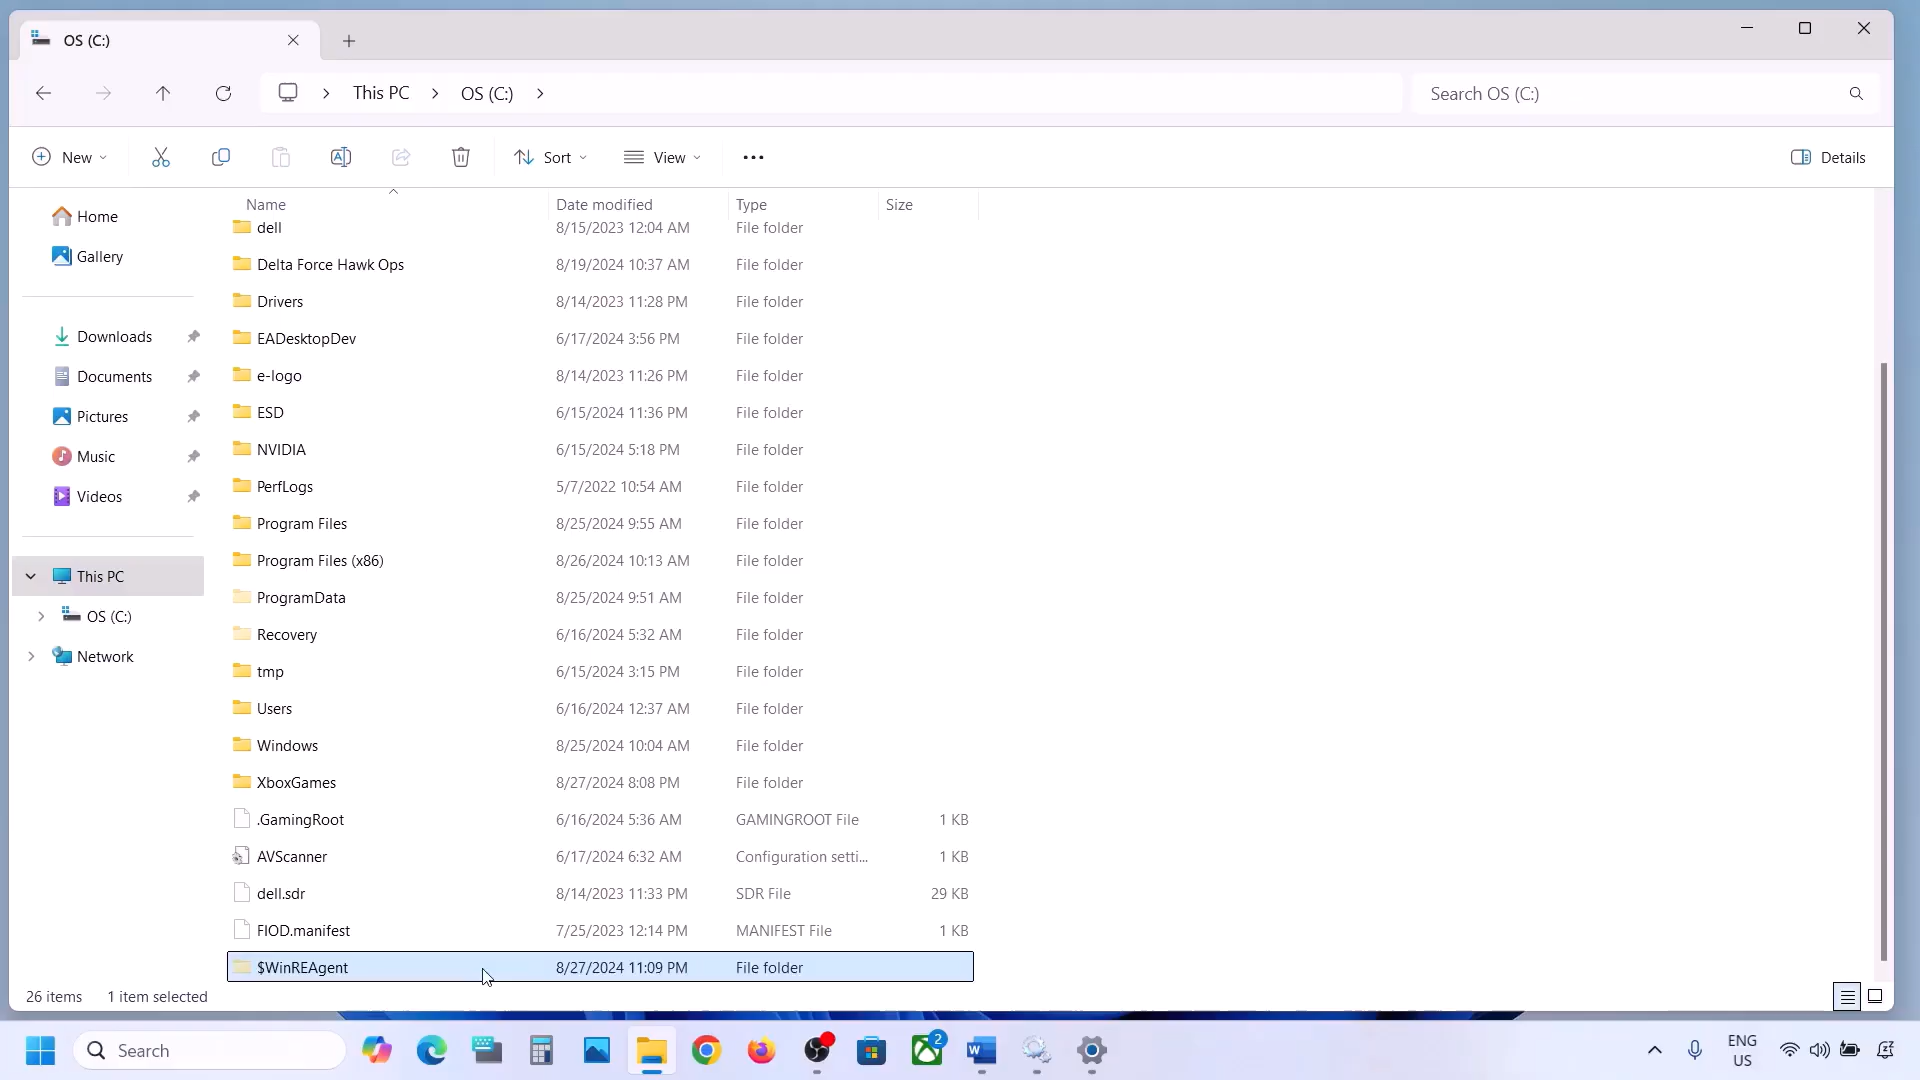 OS (C:)
This PC > OS (C:) >
Search OS (C:)
New
Sort
View
Details
Name Date modified Type Size
Home
Gallery
Downloads
Documents
Pictures
Music
Videos
This PC
OS (C:)
Network
dell 8/15/2023 12:04 AM File folder
Delta Force Hawk Ops 8/19/2024 10:37 AM File folder
Drivers 8/14/2023 11:28 PM File folder
EADesktopDev 6/17/2024 3:56 PM File folder
e-logo 8/14/2023 11:26 PM File folder
ESD 6/15/2024 11:36 PM File folder
NVIDIA 6/15/2024 5:18 PM File folder
PerfLogs 5/7/2022 10:54 AM File folder
Program Files 8/25/2024 9:55 AM File folder
Program Files (x86) 8/26/2024 10:13 AM File folder
ProgramData 8/25/2024 9:51 AM File folder
Recovery 6/16/2024 5:32 AM File folder
tmp 6/15/2024 3:15 PM File folder
Users 6/16/2024 12:37 AM File folder
Windows 8/25/2024 10:04 AM File folder
XboxGames 8/27/2024 8:08 PM File folder
.GamingRoot 6/16/2024 5:36 AM GAMINGROOT File 1 KB
AVScanner 6/17/2024 6:32 AM Configuration setti... 1 KB
dell.sdr 8/14/2023 11:33 PM SDR File 29 KB
FIOD.manifest 7/25/2023 12:14 PM MANIFEST File 1 KB
$WinREAgent 8/27/2024 11:09 PM File folder
26 items 1 item selected
Search
2
ENG
US